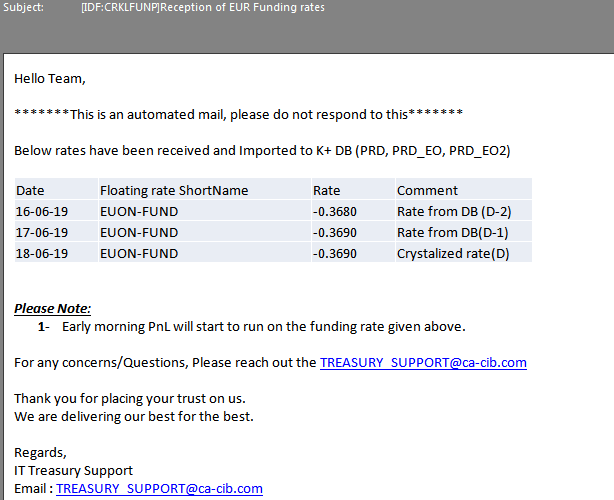 Subject: [IDF:CRKLFUNP]Reception of EUR Funding rates
Hello Team,
*******This is an automated mail, please do not respond to this*******
Below rates have been received and Imported to K+ DB (PRD, PRD_EO, PRD_EO2)
Date Floating rate ShortName Rate Comment
16-06-19 EUON-FUND -0.3680 Rate from DB (D-2)
17-06-19 EUON-FUND -0.3690 Rate from DB(D-1)
18-06-19 EUON-FUND -0.3690 Crystalized rate(D)
Please Note:
1- Early morning PnL will start to run on the funding rate given above.
For any concerns/Questions, Please reach out the TREASURY_SUPPORT@ca-cib.com
Thank you for placing your trust on us.
We are delivering our best for the best.
Regards,
IT Treasury Support
Email : TREASURY_SUPPORT@ca-cib.com